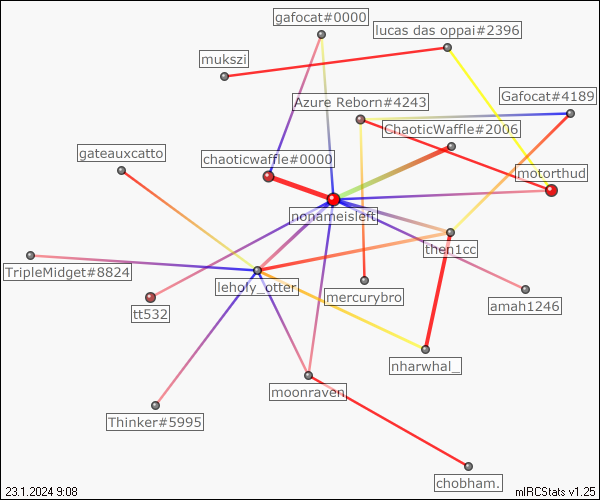 gafocat#0000
lucas das oppai#2396
mukszi
Gafocat#4189
Azure Reborn#4243
ChaoticWaffle#2006
gateauxcatto
chaoticwaffle#0000
motorthud
nonameisleft
then1cc
TripleMidget#8824
leholy_otter
mercurybro
amah1246
tt532
nharwhal_
moonraven
Thinker#5995
chobham.
23.1.2024 9:08
mIRCStats v1.25